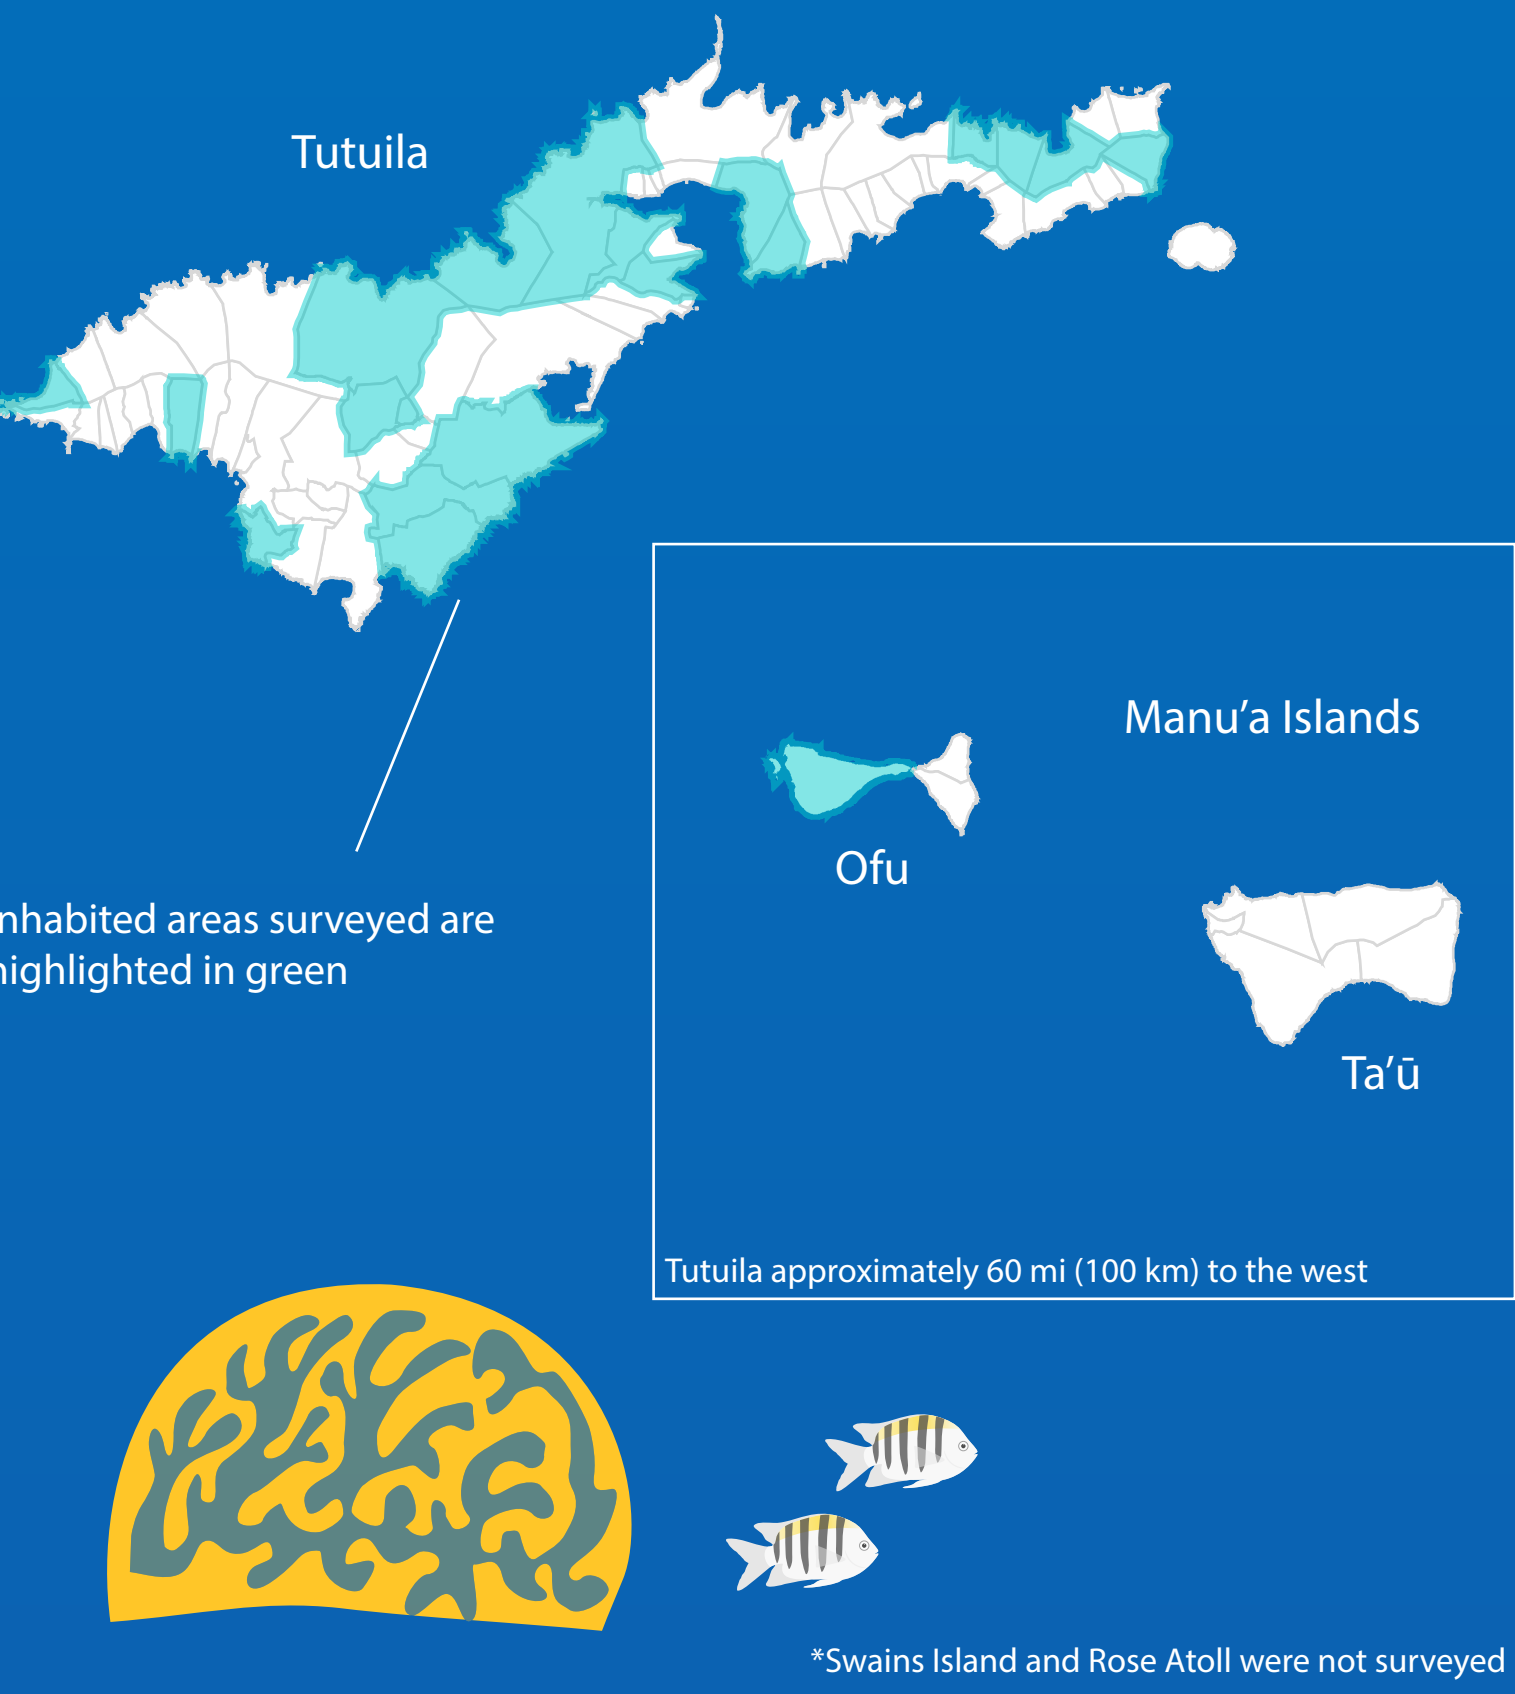 Tutuila
Manu’a Islands
Ofu
nhabited areas surveyed are
highlighted in green
Ta’ū
Tutuila approximately 60 mi (100 km) to the west
*Swains Island and Rose Atoll were not surveyed